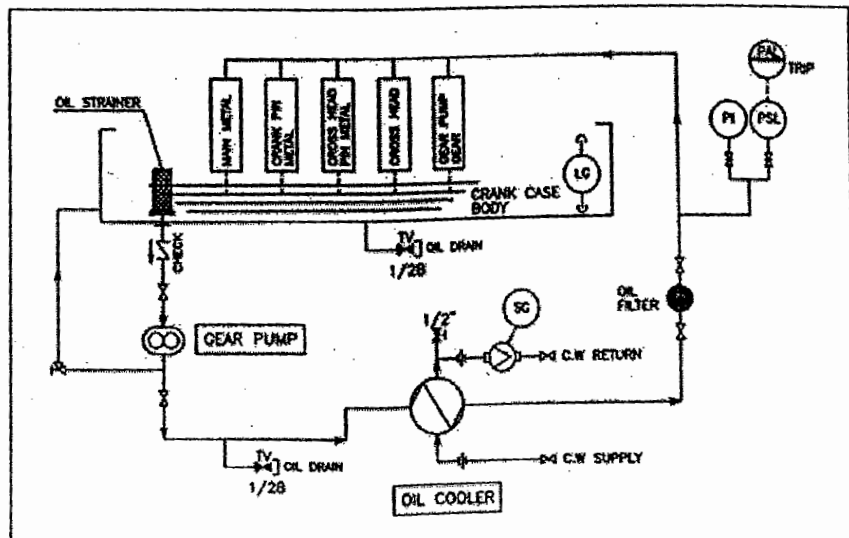 PAL
TRIP
OIL STRAINER
MAIN METAL
CRANK PIN
METAL
CROSS HEAD
PIN METAL
CROSS HEAD
GEAR PUMP
GEAR
PI
PSL
LG
CRANK CASE
BODY
CHECK
TV
OIL DRAIN
1/2B
OIL
FILTER
1/2"
SG
GEAR PUMP
C.W RETURN
TV
OIL DRAIN
1/2B
C.W SUPPLY
OIL COOLER